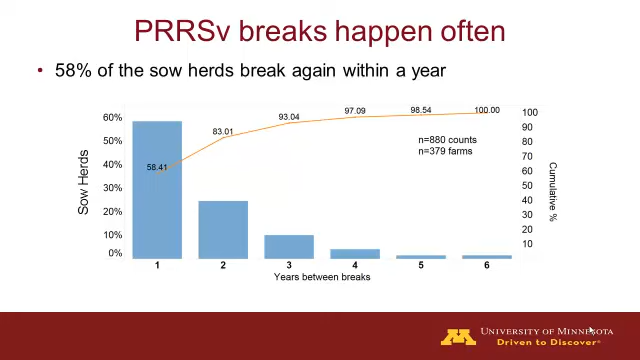 PRRSv breaks happen often
• 58% of the sow herds break again within a year
60%
50%
40%
30%
20%
10%
0%
Sow Herds
58.41
83.01
93.04
97.09
98.54
100.00
n=880 counts
n=379 farms
100
90
80
70
60
50
40
30
20
10
Cumulative %
1 2 3 4 5 6
Years between breaks
M
UNIVERSITY OF MINNESOTA
Driven to Discover®